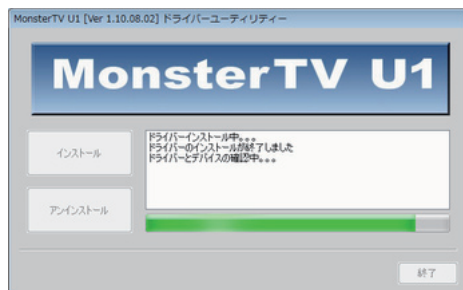 MonsterTV U1 [Ver 1.10.08.02] ドライバーユーティリティー
MonsterTV U1
インストール
ドライバーインストール中。。。
ドライバーのインストールが終了しました
ドライバーとデバイスの確認中。。。
アンインストール
終了